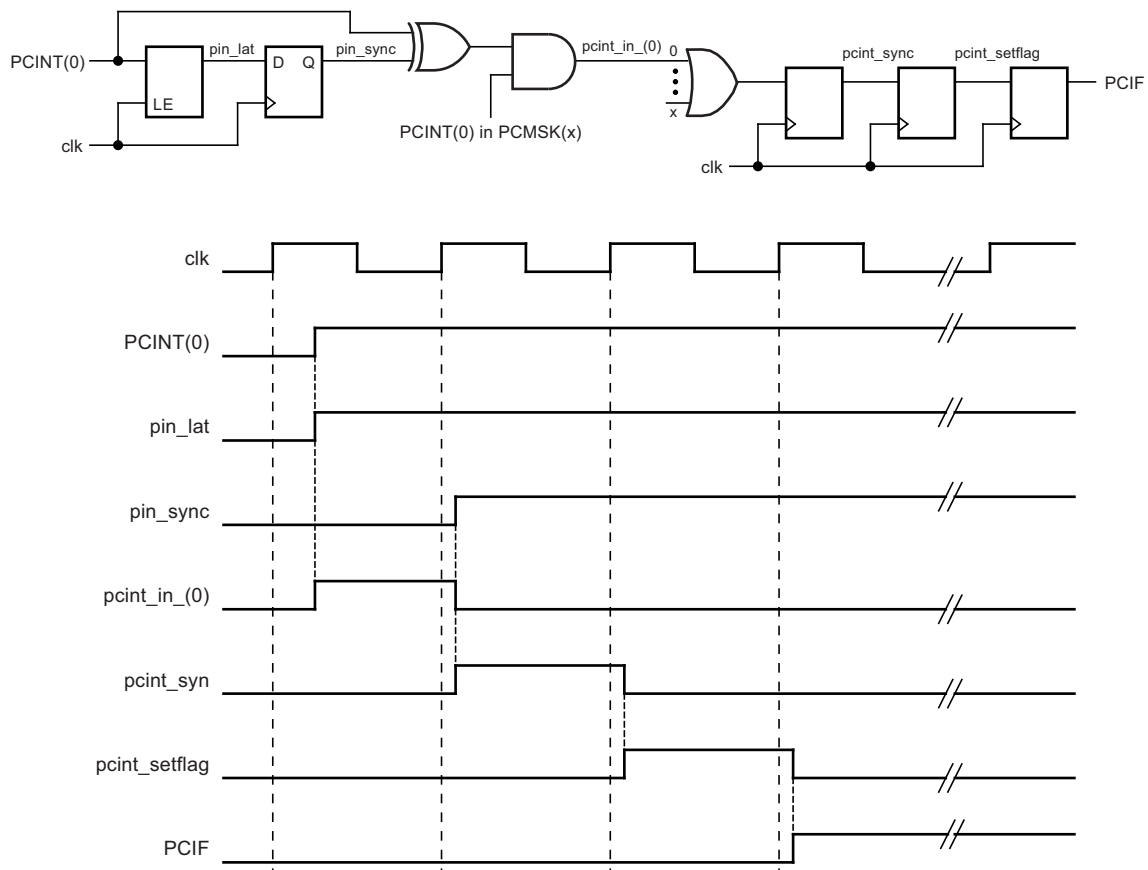 PCINT(0)
pin_lat
pin_sync
pcint_in_(0)
0
pcint_sync
pcint_setflag
D
Q
LE
x
PCIF
clk
PCINT(0) in PCMSK(x)
clk
clk
PCINT(0)
pin_lat
pin_sync
pcint_in_(0)
pcint_syn
pcint_setflag
PCIF